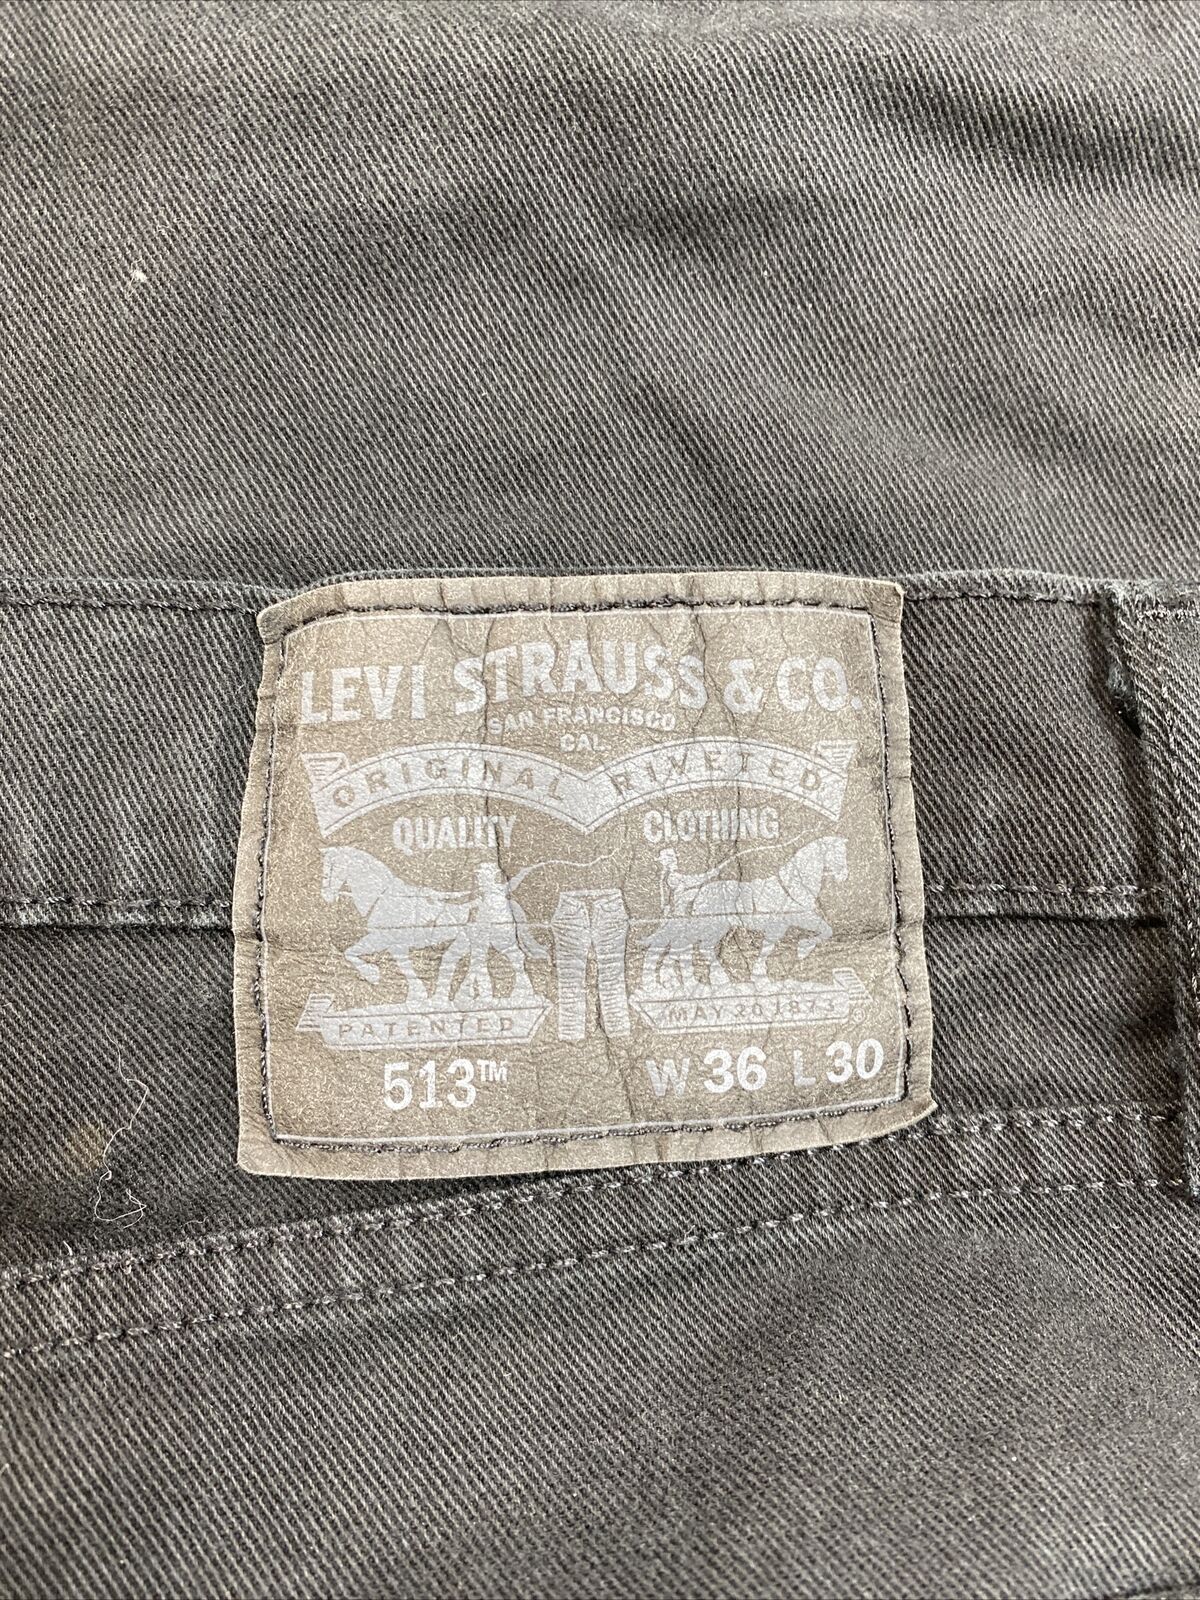 LEVI STRAUSS & CO.
SAN FRANCISCO
CAL.
ORIGINAL RIVETED
QUALITY CLOTHING
PATENTED MAY 20 1873 ®
513™ W 36 L 30